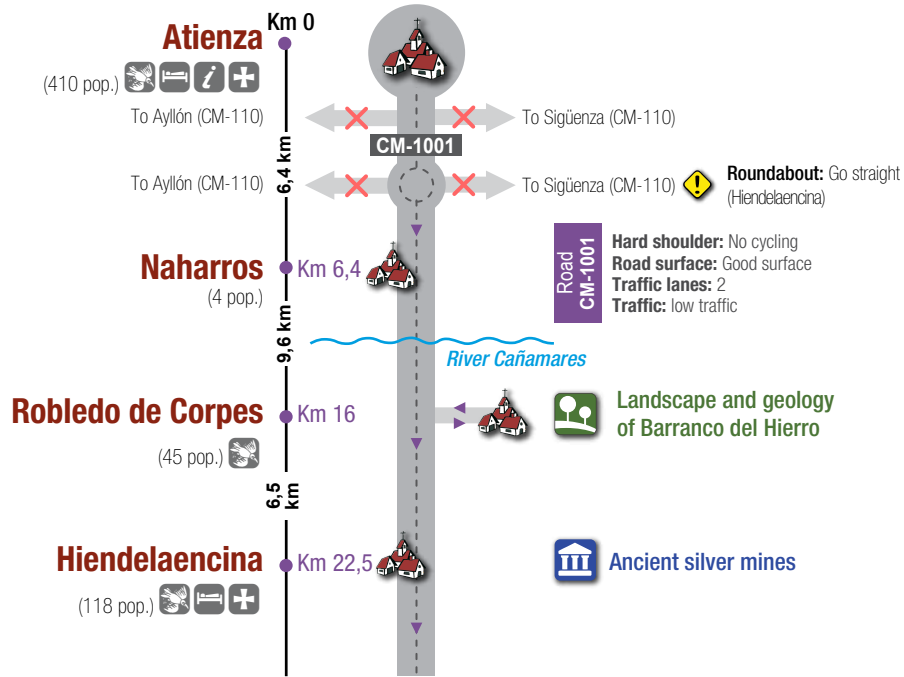 Km 0
Atienza
(410 pop.)
To Ayllón (CM-110)
To Sigüenza (CM-110)
CM-1001
6,4 km
To Ayllón (CM-110)
To Sigüenza (CM-110)
Roundabout: Go straight
(Hiendelaencina)
Naharros
Km 6,4
(4 pop.)
Road
CM-1001
Hard shoulder: No cycling
Road surface: Good surface
Traffic lanes: 2
Traffic: low traffic
9,6 km
River Cañamares
Robledo de Corpes
Km 16
(45 pop.)
Landscape and geology
of Barranco del Hierro
6,5
km
Hiendelaencina
Km 22,5
(118 pop.)
Ancient silver mines